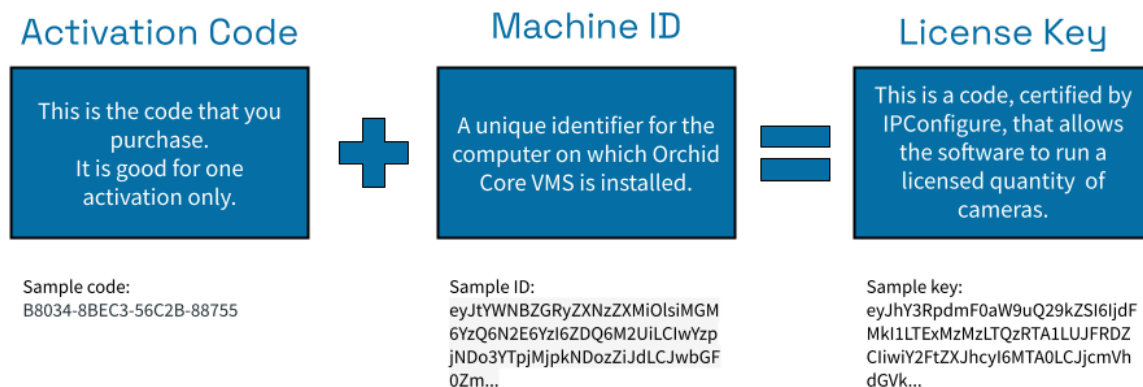 Activation Code
This is the code that you
purchase.
It is good for one
activation only.
Sample code:
B8034-8BEC3-56C2B-88755
Machine ID
A unique identifier for the
computer on which Orchid
Core VMS is installed.
Sample ID:
eyJtYWNBZGRyZXNzZXMiOlsiMGM
6YzQ6N2E6YzI6ZDQ6M2UiLCIwYzp
jNDo3YTpjMjpkNDozZiJdLCJwbGF
0Zm...
License Key
This is a code, certified by
IPConfigure, that allows
the software to run a
licensed quantity of
cameras.
Sample key:
eyJhY3RpdmF0aW9uQ29kZSI6IjdF
MkI1LTExMzMzLTQzRTA1LUJFRDZ
CIiwiY2FtZXJhcyI6MTA0LCJjcmVh
dGVk...